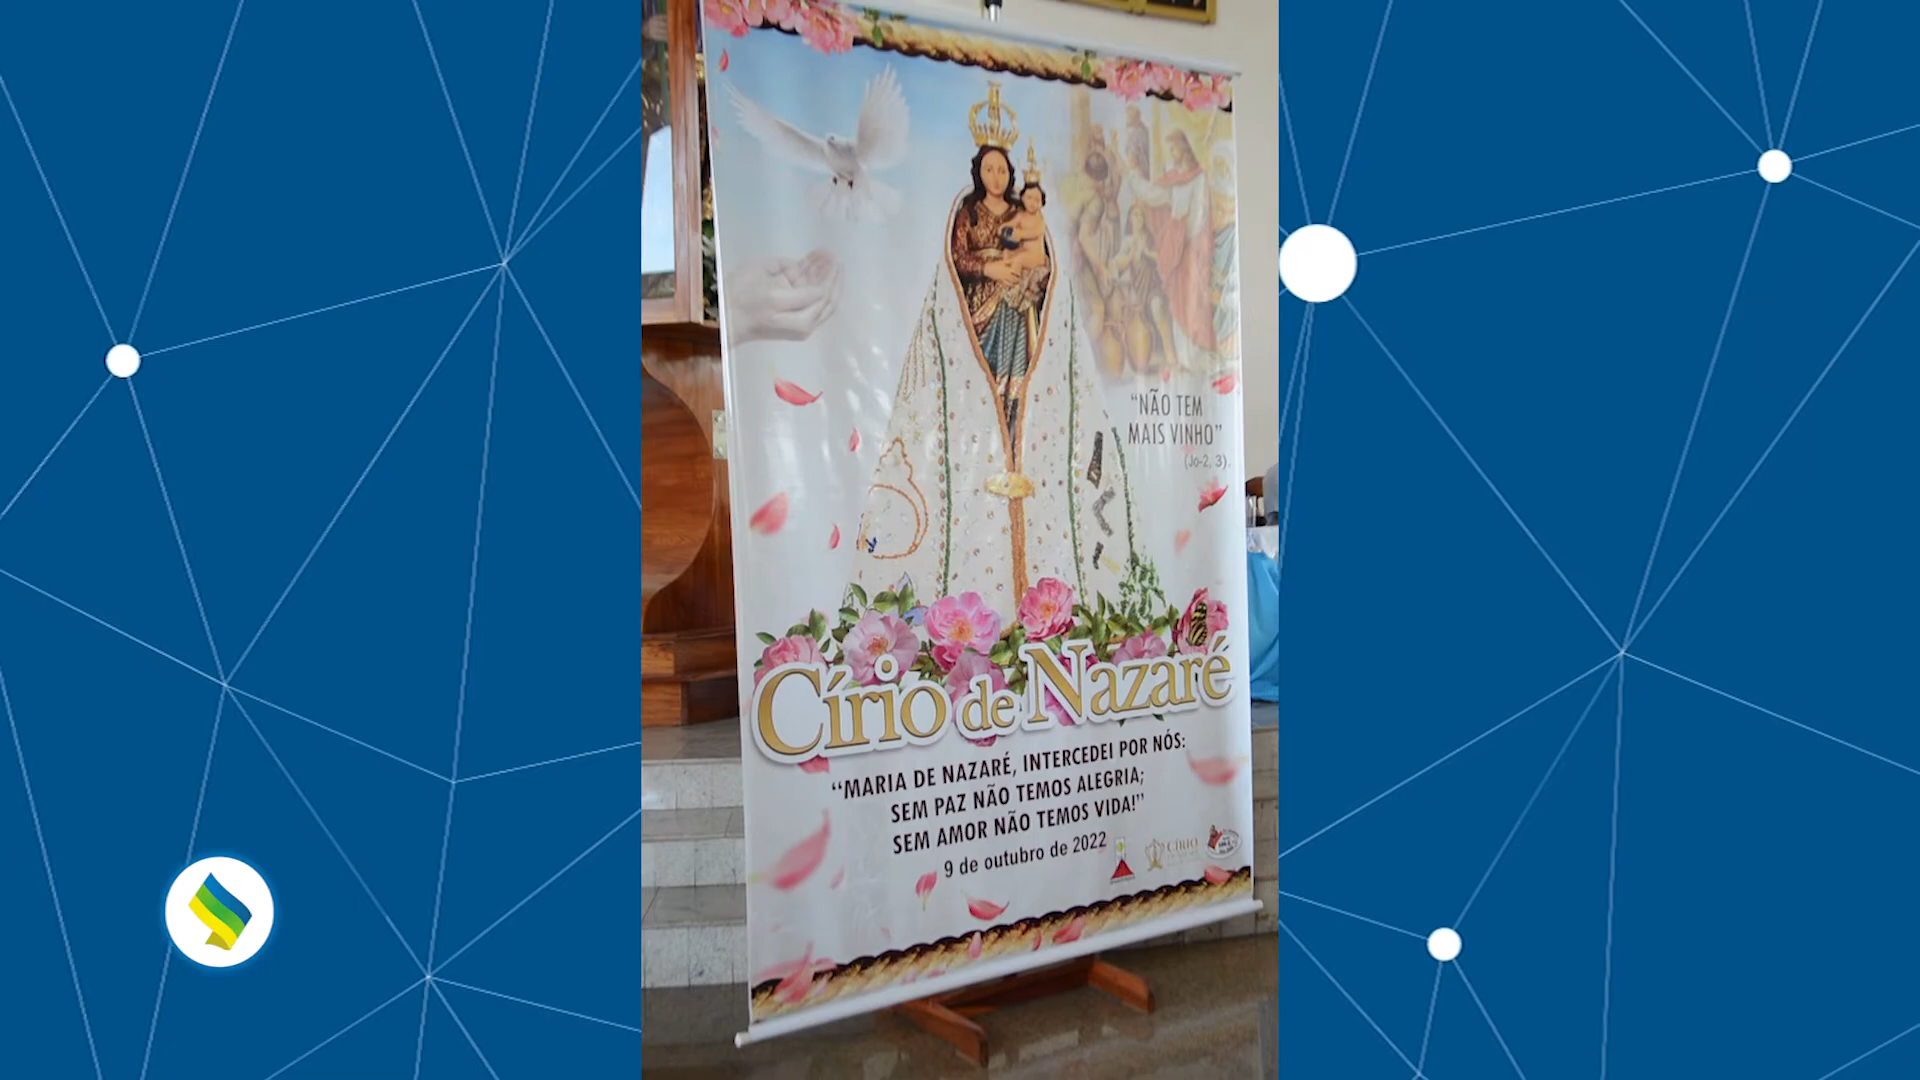 “NÃO TEM
MAIS VINHO”
(Jo-2, 3).
Círio de Nazaré
“MARIA DE NAZARÉ, INTERCEDEI POR NÓS:
SEM PAZ NÃO TEMOS ALEGRIA;
SEM AMOR NÃO TEMOS VIDA!”
9 de outubro de 2022
CÍRIO